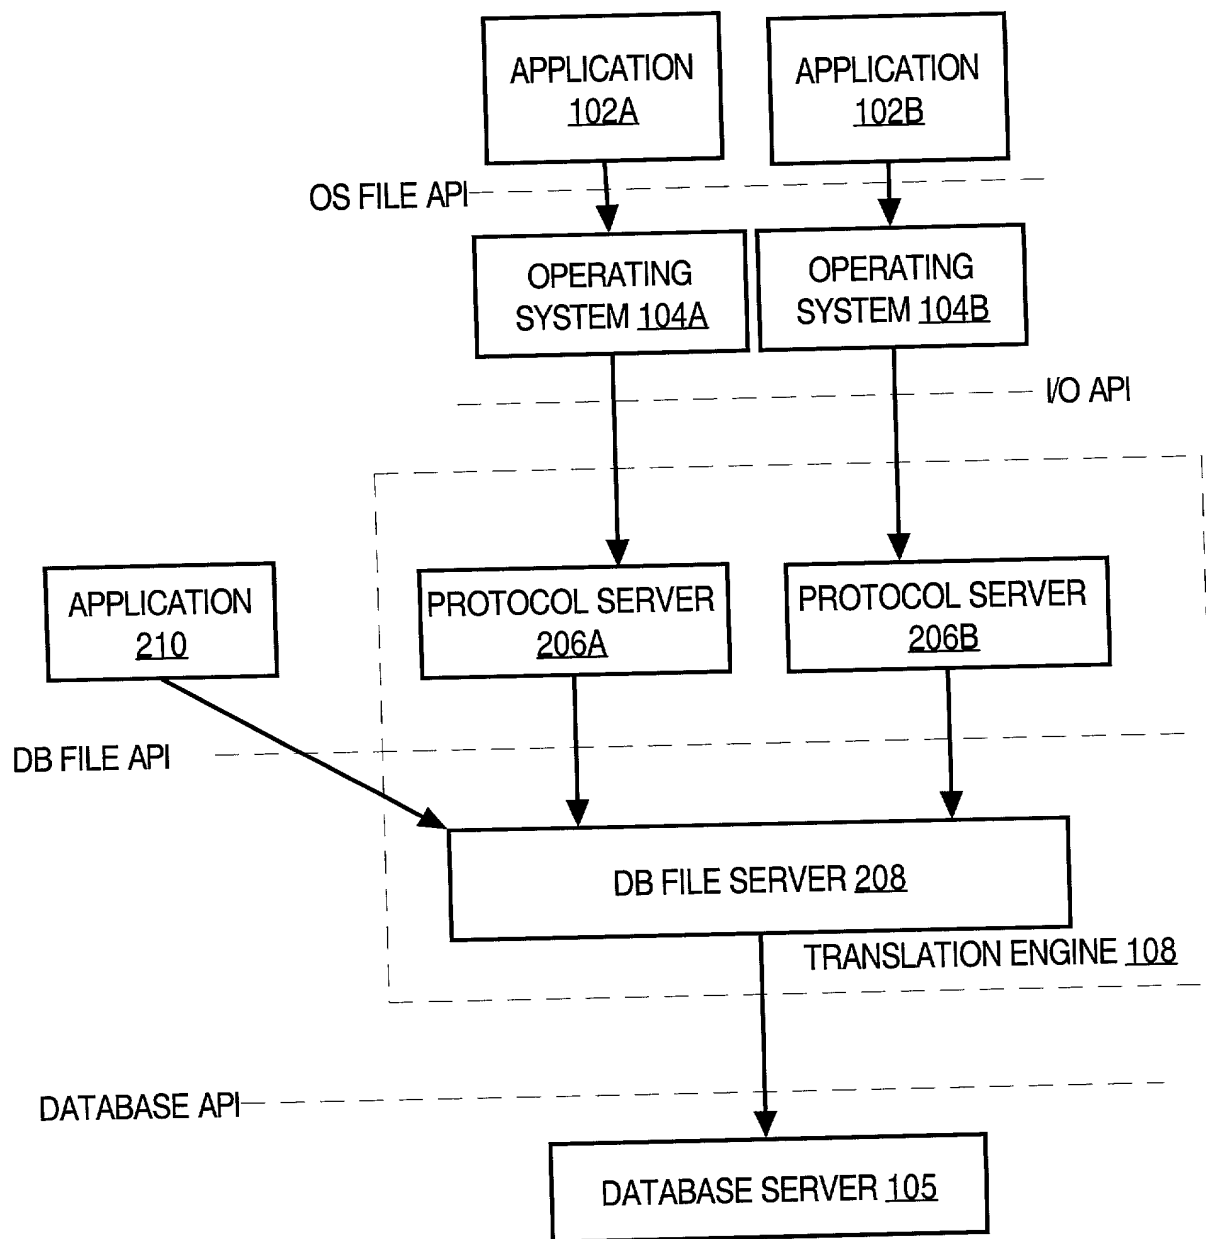 APPLICATION
102A
APPLICATION
102B
OS FILE API
OPERATING
SYSTEM 104A
OPERATING
SYSTEM 104B
I/O API
APPLICATION
210
PROTOCOL SERVER
206A
PROTOCOL SERVER
206B
DB FILE API
DB FILE SERVER 208
TRANSLATION ENGINE 108
DATABASE API
DATABASE SERVER 105